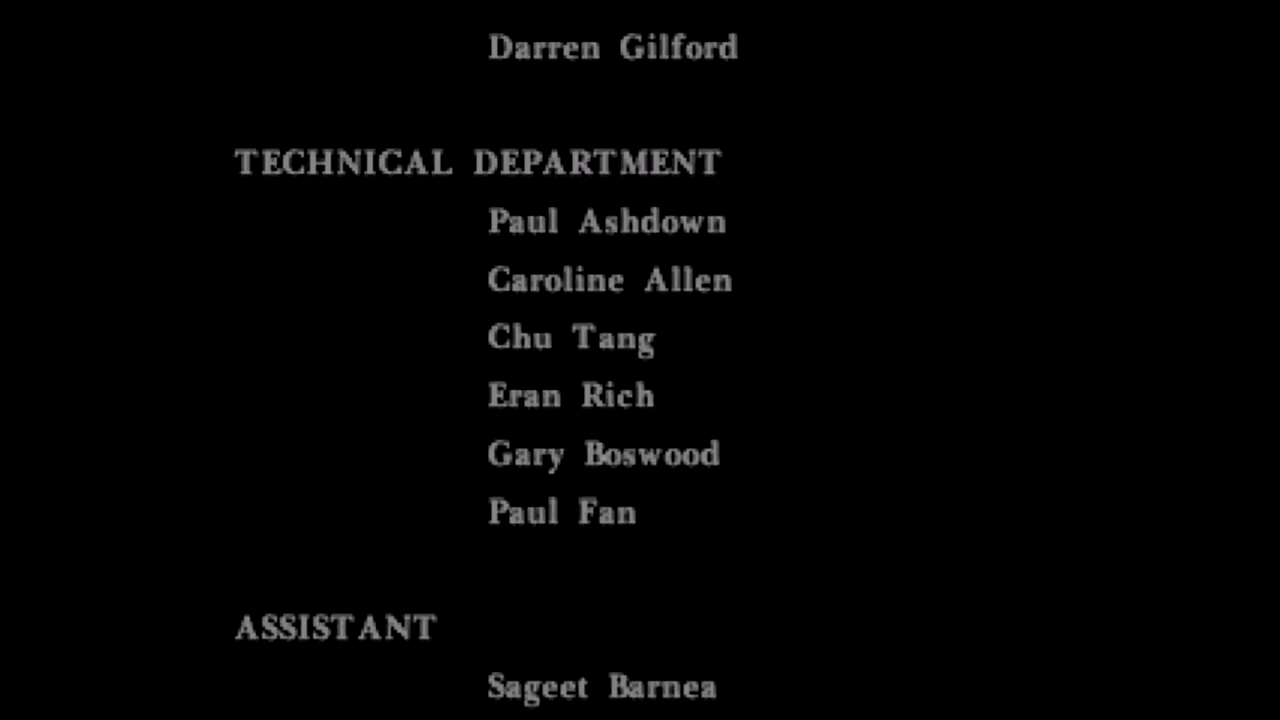 Darren Gilford
TECHNICAL DEPARTMENT
Paul Ashdown
Caroline Allen
Chu Tang
Eran Rich
Gary Boswood
Paul Fan
ASSISTANT
Sageet Barnea